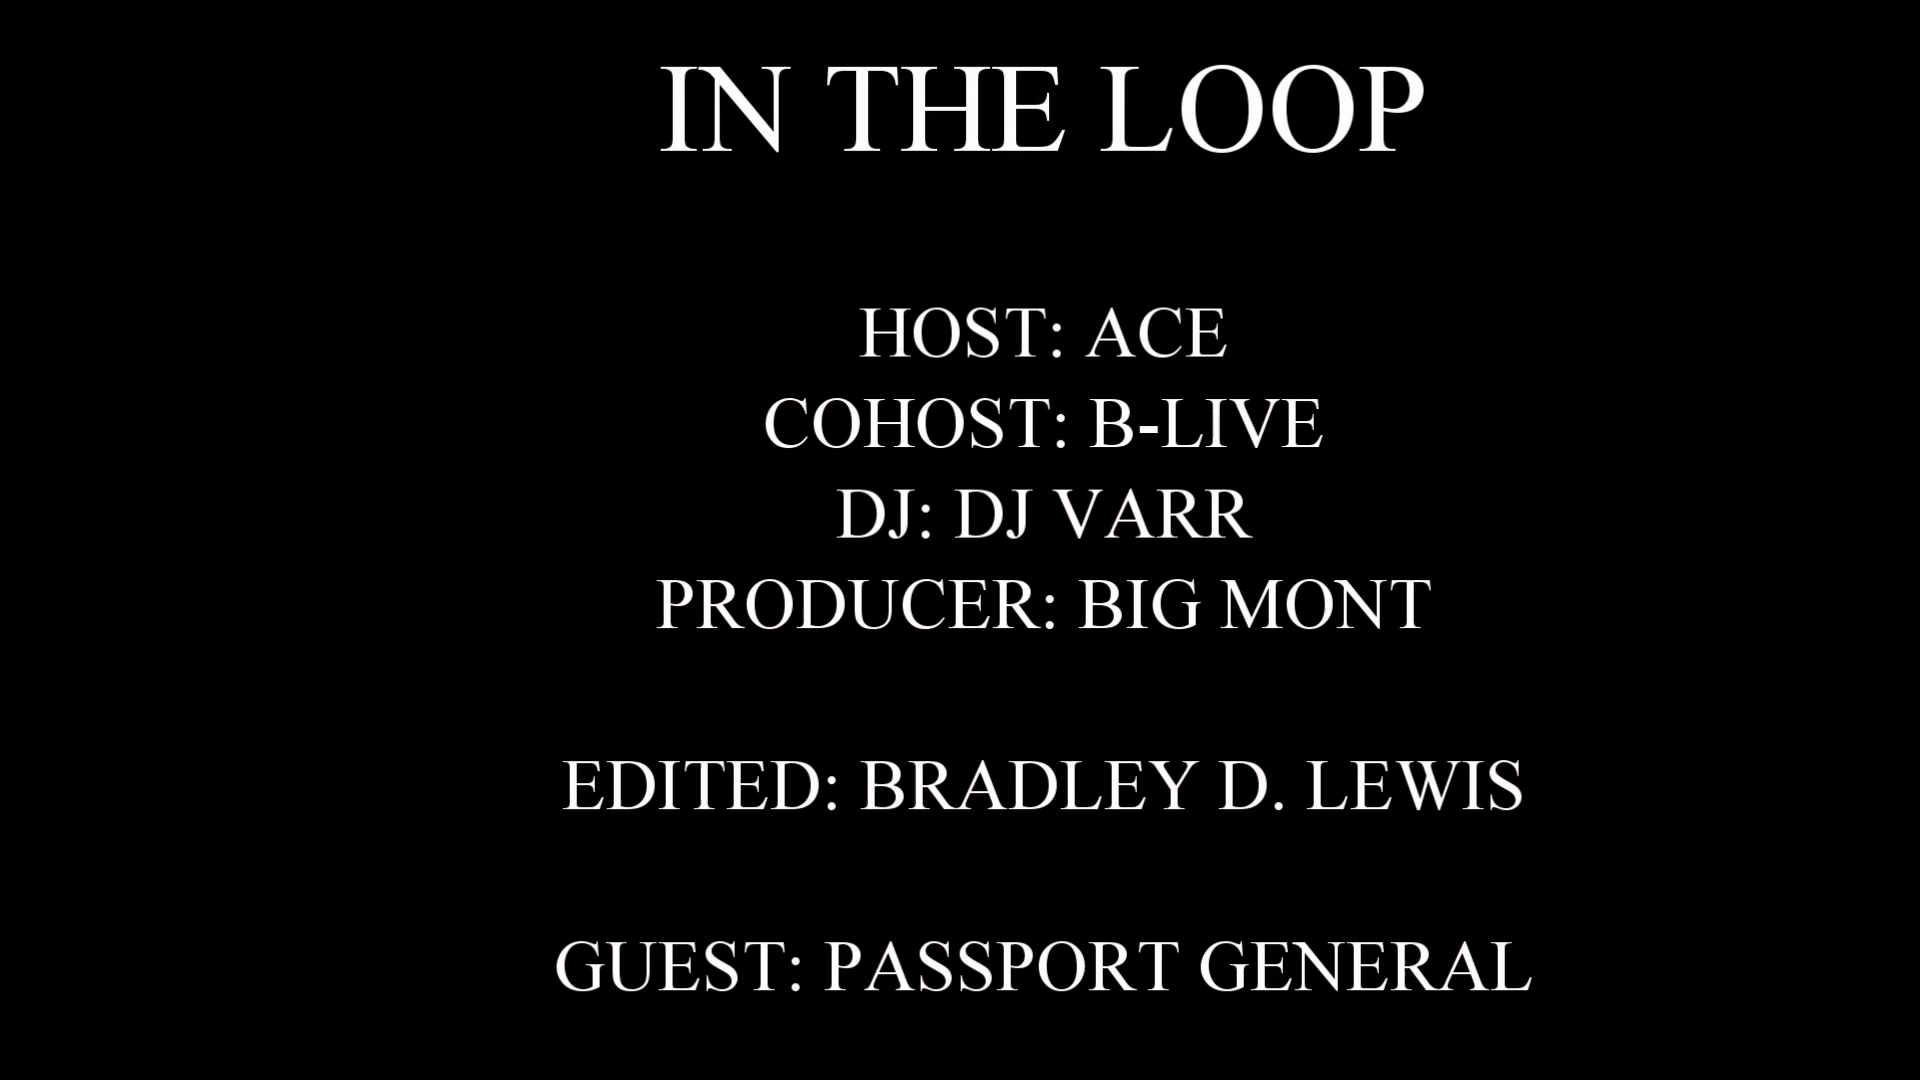 IN THE LOOP
HOST: ACE
COHOST: B-LIVE
DJ: DJ VARR
PRODUCER: BIG MONT
EDITED: BRADLEY D. LEWIS
GUEST: PASSPORT GENERAL